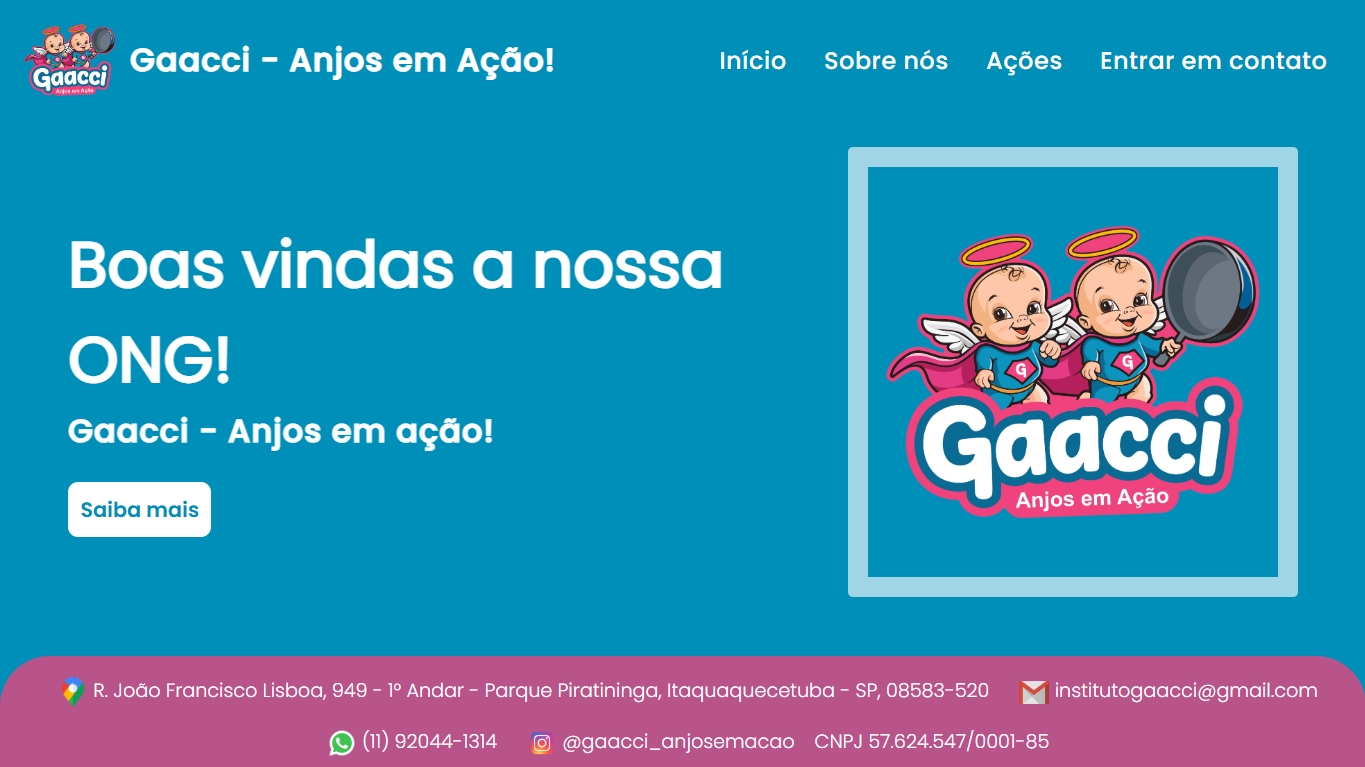 Gaacci
Anjos em Ação
Gaacci - Anjos em Ação!
Início
Sobre nós
Ações
Entrar em contato
Boas vindas a nossa
ONG!
Gaacci - Anjos em ação!
Saiba mais
G
G
Gaacci
Anjos em Ação
R. João Francisco Lisboa, 949 - 1º Andar - Parque Piratininga, Itaquaquecetuba - SP, 08583-520
institutogaacci@gmail.com
(11) 92044-1314
@gaacci_anjosemacao
CNPJ 57.624.547/0001-85